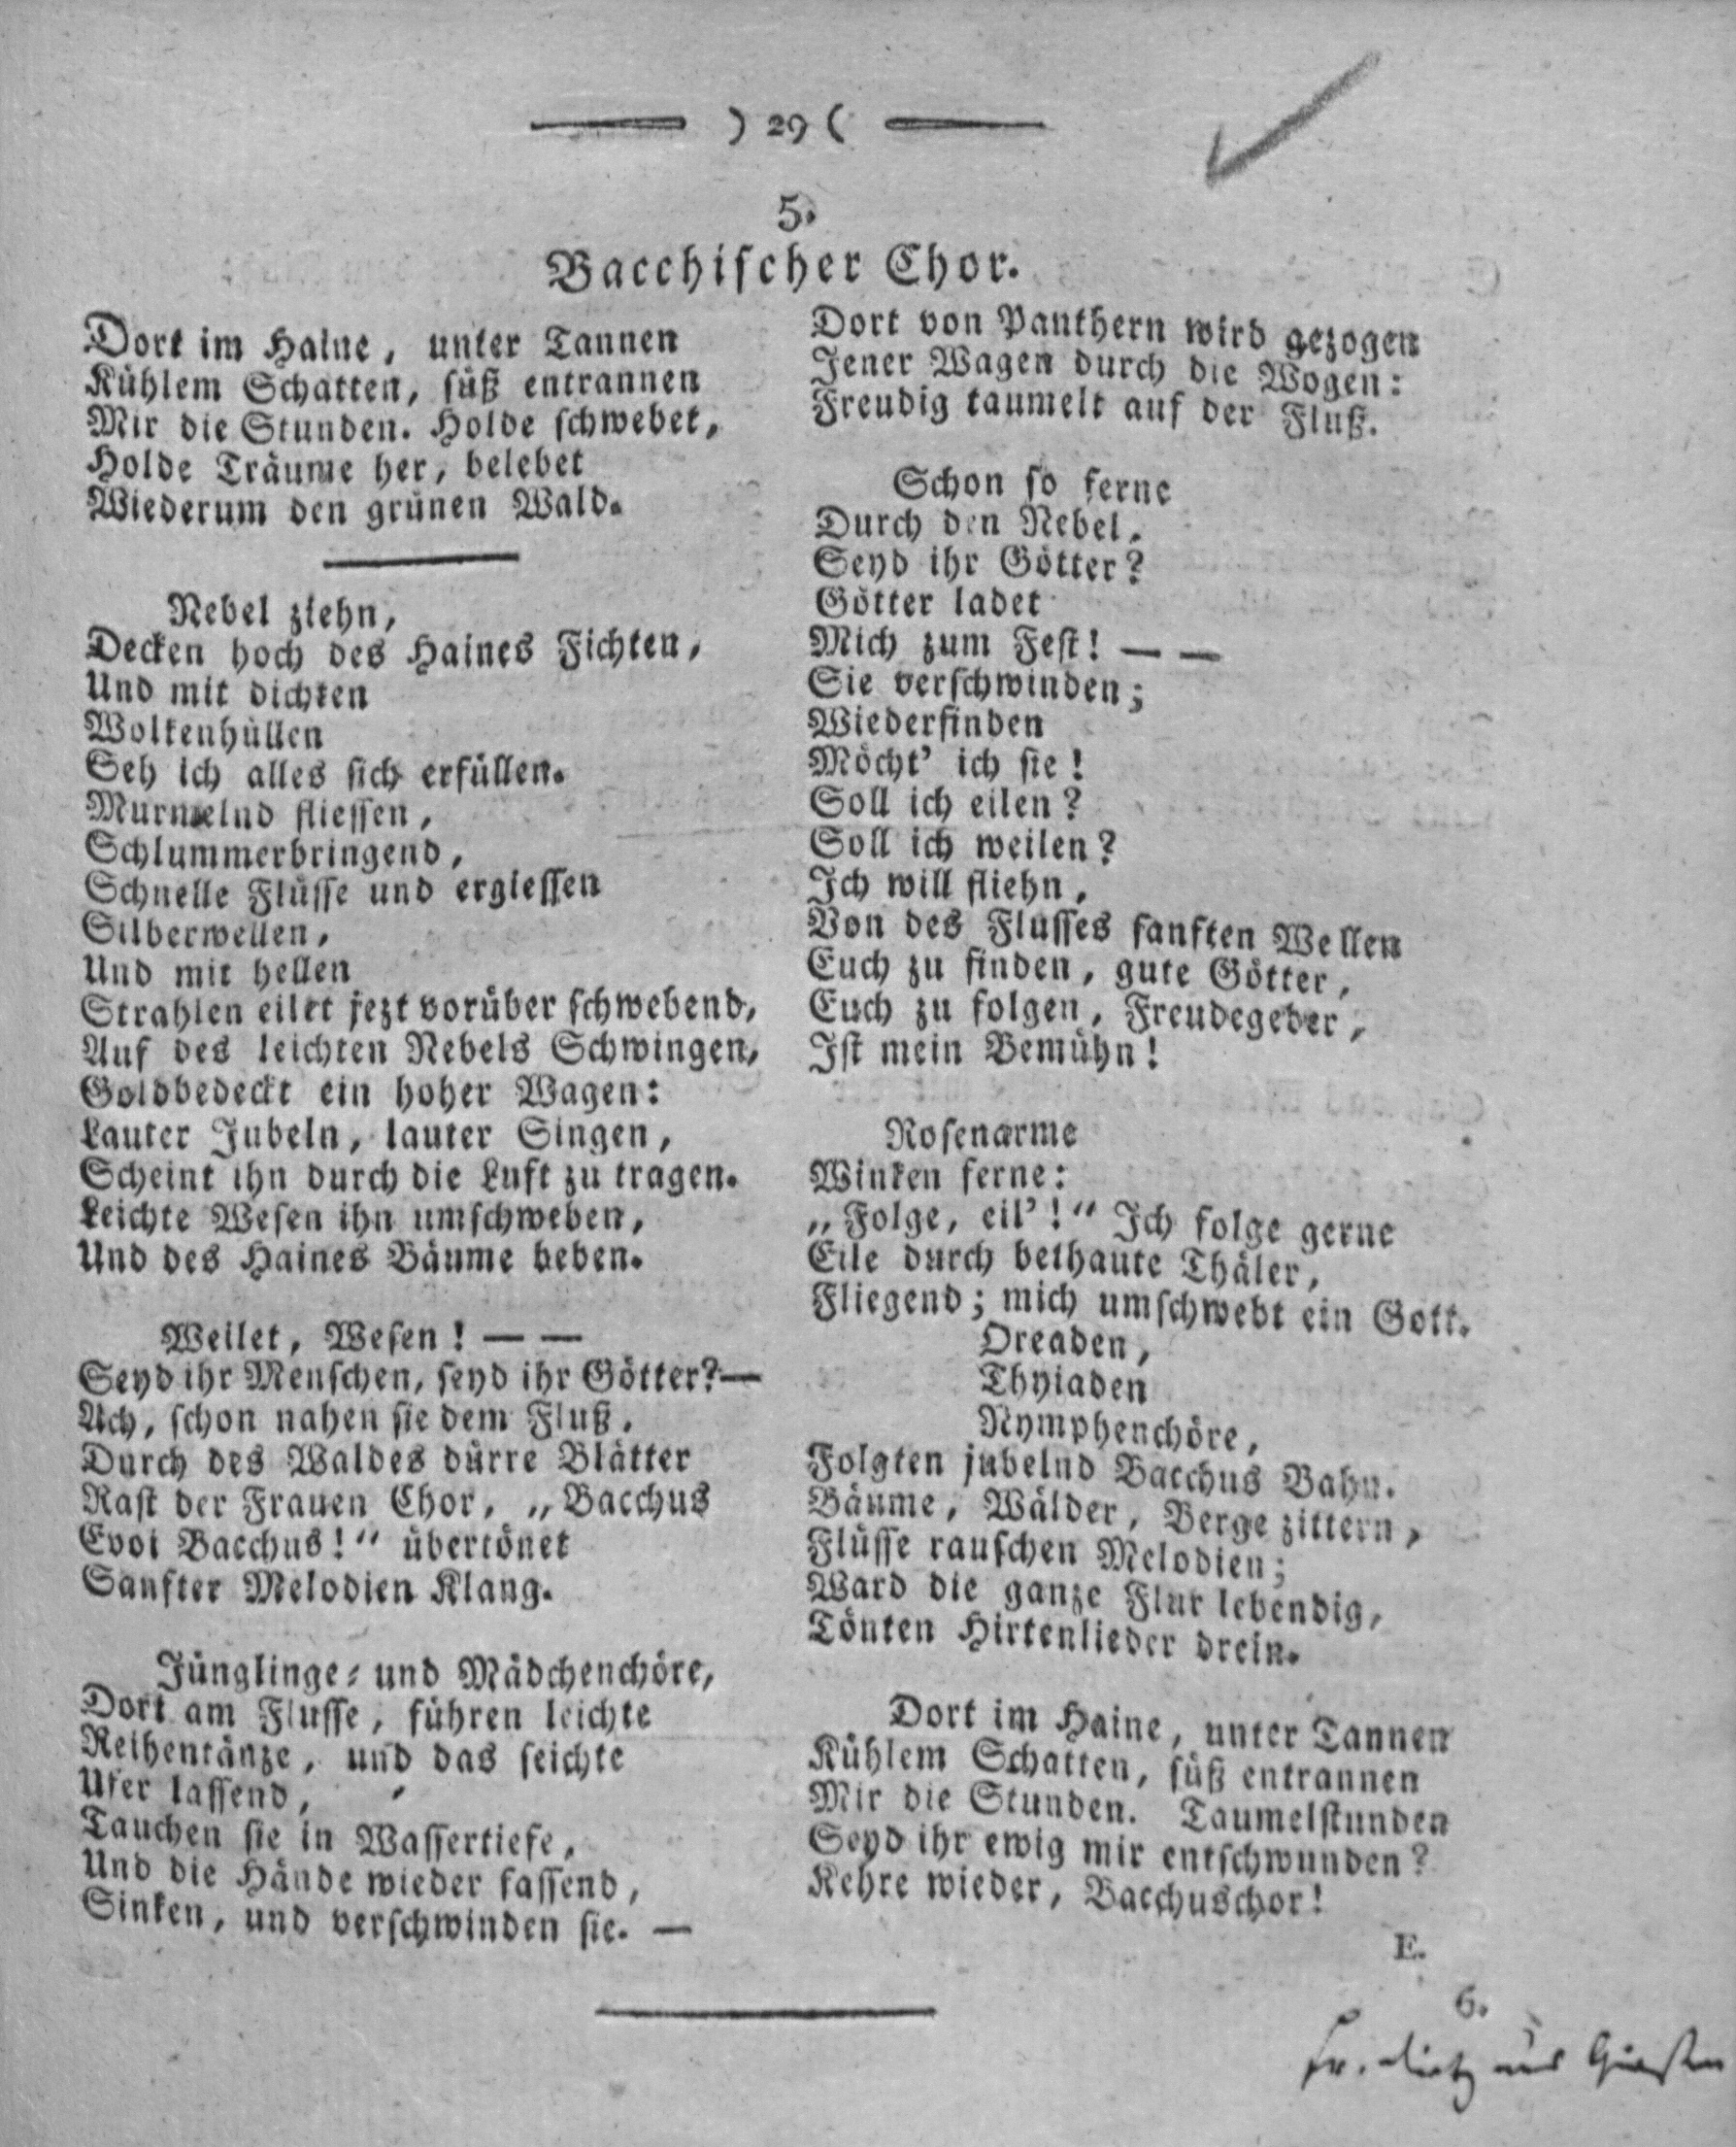 ) 29 (
5.
Bacchischer Chor.
Dort im Haine, unter Tannen
Kühlem Schatten, süß entrannen
Mir die Stunden. Holde schwebet,
Holde Träume her, belebet
Wiederum den grünen Wald.
Nebel ziehn,
Decken hoch des Haines Fichten,
Und mit dichten
Wolkenhüllen
Seh ich alles sich erfüllen.
Murmelnd fliessen,
Schlummerbringend,
Schnelle Flüsse und ergiessen
Silberwellen,
Und mit hellen
Strahlen eilet jezt vorüber schwebend,
Auf des leichten Nebels Schwingen,
Goldbedeckt ein hoher Wagen:
Lauter Jubeln, lauter Singen,
Scheint ihn durch die Luft zu tragen.
Leichte Wesen ihn umschweben,
Und des Haines Bäume beben.
Weilet, Wesen! — —
Seyd ihr Menschen, seyd ihr Götter?—
Ach, schon nahen sie dem Fluß,
Durch des Waldes dürre Blätter
Rast der Frauen Chor, „Bacchus
Evoi Bacchus!“ übertönet
Sanfter Melodien Klang.
Jünglinge- und Mädchenchöre,
Dort am Flusse, führen leichte
Reihentänze, und das seichte
Ufer lassend,
Tauchen sie in Wassertiefe,
Und die Hände wieder fassend,
Sinken, und verschwinden sie. —
Dort von Panthern wird gezogen
Jener Wagen durch die Wogen:
Freudig taumelt auf der Fluß.
Schon so ferne
Durch den Nebel,
Seyd ihr Götter?
Götter ladet
Mich zum Fest! — —
Sie verschwinden;
Wiederfinden
Möcht' ich sie!
Soll ich eilen?
Soll ich weilen?
Ich will fliehn,
Von des Flusses sanften Wellen
Euch zu finden, gute Götter,
Euch zu folgen, Freudegeber,
Ist mein Bemühn!
Rosenarme
Winken ferne:
„Folge, eil'!“ Ich folge gerne
Eile durch bethaute Thäler,
Fliegend; mich umschwebt ein Gott.
Oreaden,
Thyiaden
Nymphenchöre,
Folgten jubelnd Bacchus Bahn.
Bäume, Wälder, Berge zittern,
Flüsse rauschen Melodien;
Ward die ganze Flur lebendig,
Tönten Hirtenlieder drein.
Dort im Haine, unter Tannen
Kühlem Schatten, süß entrannen
Mir die Stunden. Taumelstunden
Seyd ihr ewig mir entschwunden?
Kehre wieder, Bacchuschor!
E.
6.
Fr. Dietz aus Giessen